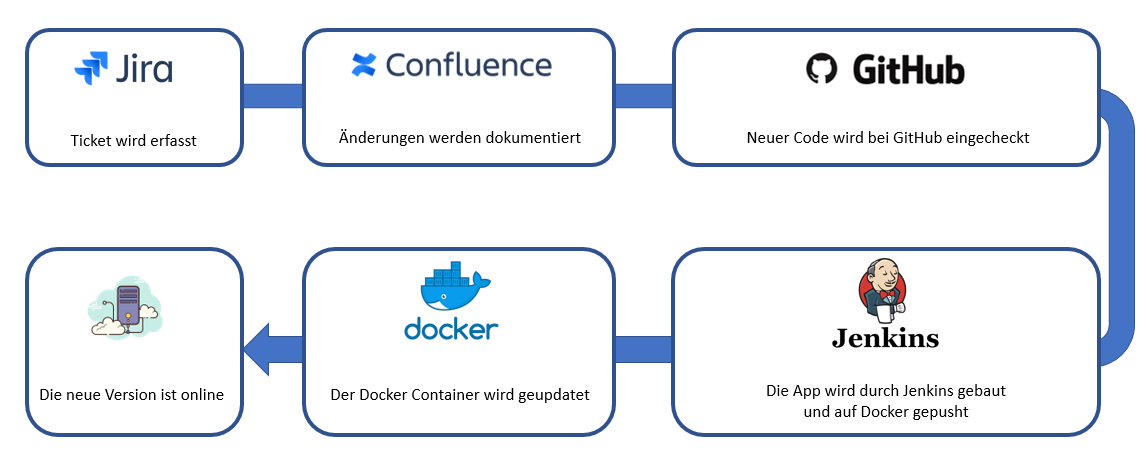 Jira
Ticket wird erfasst
Confluence
Änderungen werden dokumentiert
GitHub
Neuer Code wird bei GitHub eingecheckt
Jenkins
Die App wird durch Jenkins gebaut
und auf Docker gepusht
docker
Der Docker Container wird geupdatet
Die neue Version ist online